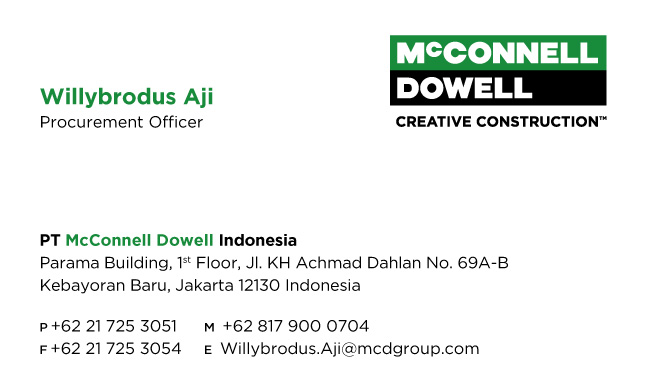 McCONNELL
DOWELL
CREATIVE CONSTRUCTION™
Willybrodus Aji
Procurement Officer
PT McConnell Dowell Indonesia
Parama Building, 1st Floor, Jl. KH Achmad Dahlan No. 69A-B
Kebayoran Baru, Jakarta 12130 Indonesia
P +62 21 725 3051 M +62 817 900 0704
F +62 21 725 3054 E Willybrodus.Aji@mcdgroup.com